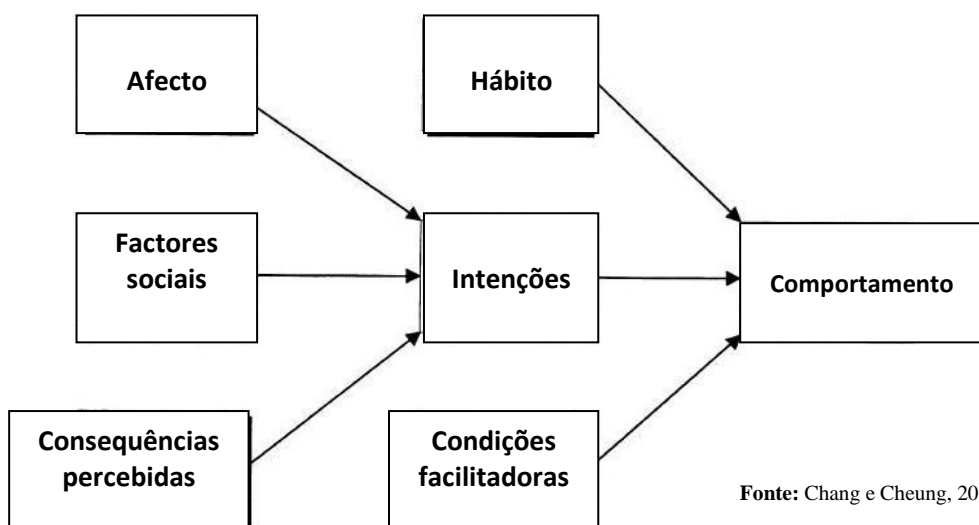 Afecto
Hábito
Factores
sociais
Intenções
Comportamento
Consequências
percebidas
Condições
facilitadoras
Fonte: Chang e Cheung, 20